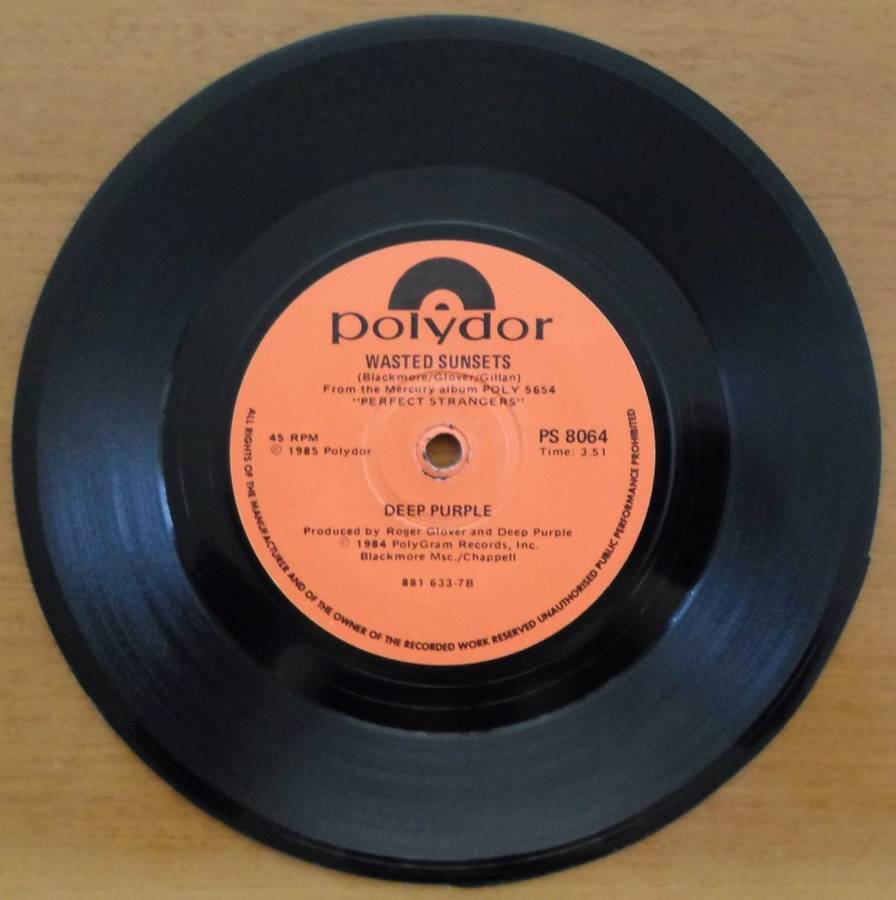 polydor
WASTED SUNSETS
(Blackmore/Glover/Gillan)
From the Mercury album POLY 5654
"PERFECT STRANGERS"
45 RPM
℗ 1985 Polydor
PS 8064
Time: 3.51
DEEP PURPLE
Produced by Roger Glover and Deep Purple
℗ 1984 PolyGram Records, Inc.
Blackmore Msc./Chappell
881 633-7B
ALL RIGHTS OF THE MANUFACTURER AND OF THE OWNER OF THE RECORDED WORK RESERVED UNAUTHORISED PUBLIC PERFORMANCE PROHIBITED